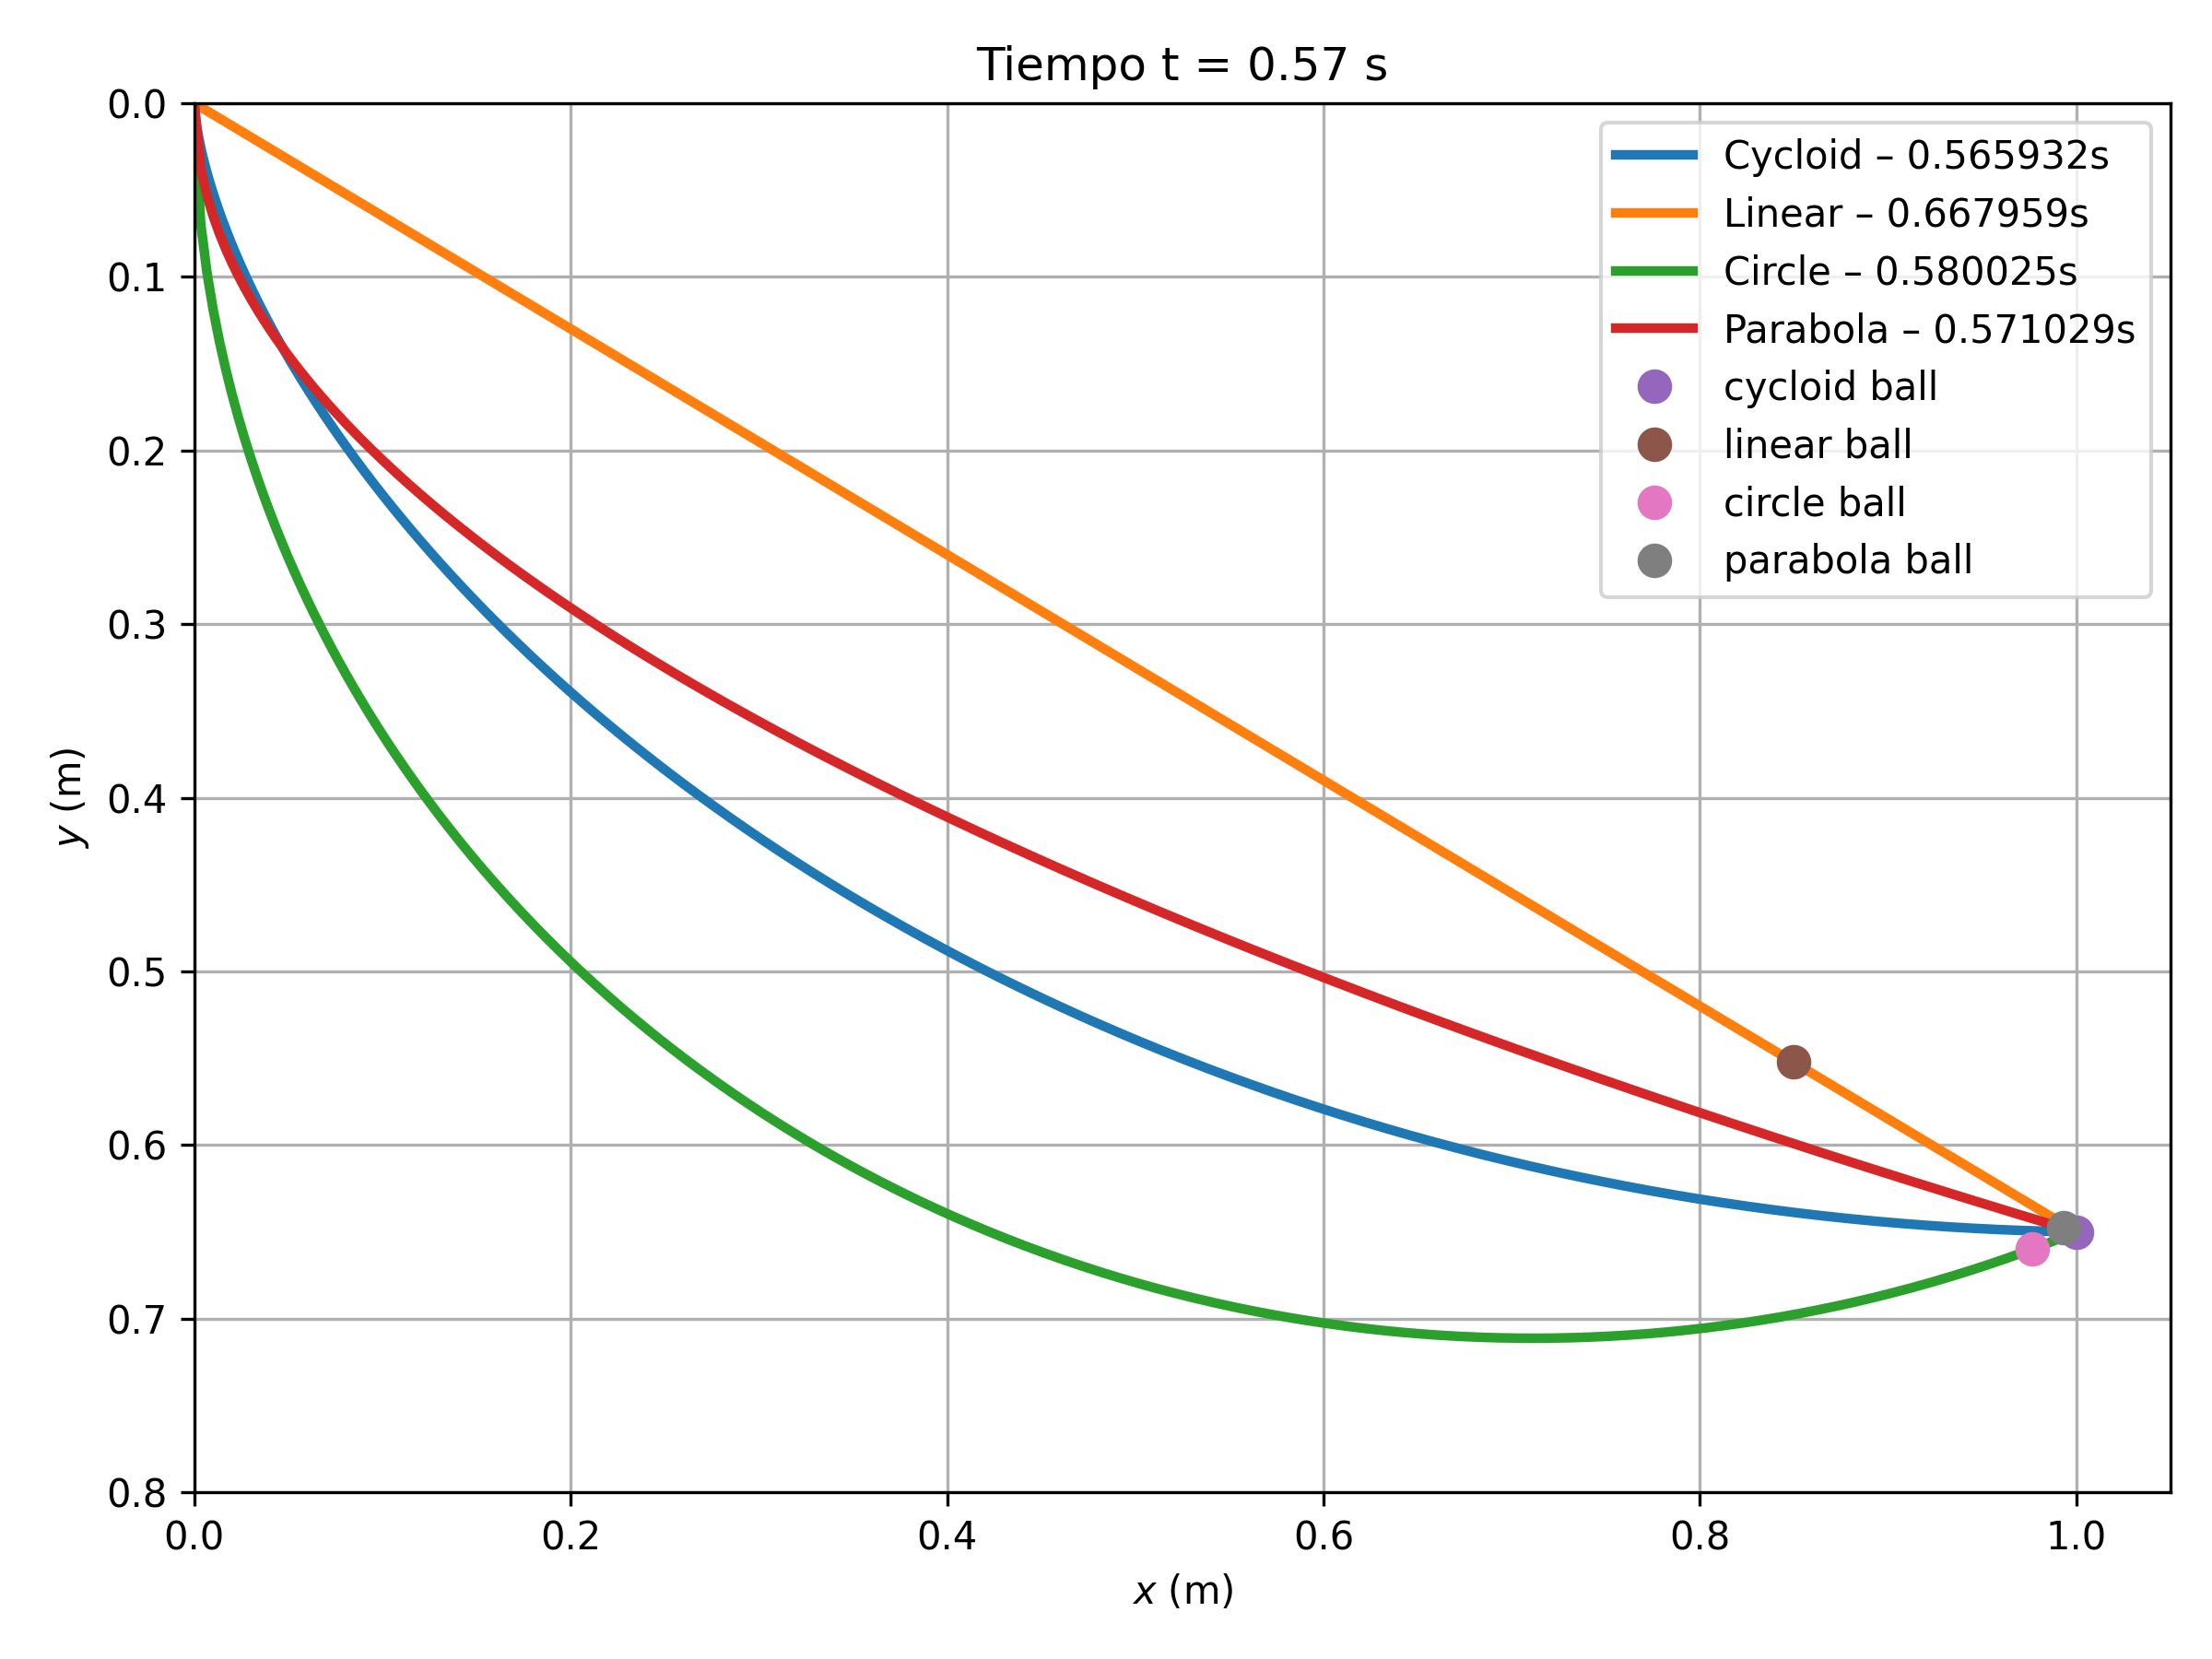 Tiempo t = 0.57 s
0.0
0.1
0.2
0.3
0.4
0.5
0.6
0.7
0.8
y (m)
Cycloid – 0.565932s
Linear – 0.667959s
Circle – 0.580025s
Parabola – 0.571029s
cycloid ball
linear ball
circle ball
parabola ball
0.0 0.2 0.4 0.6 0.8 1.0
x (m)